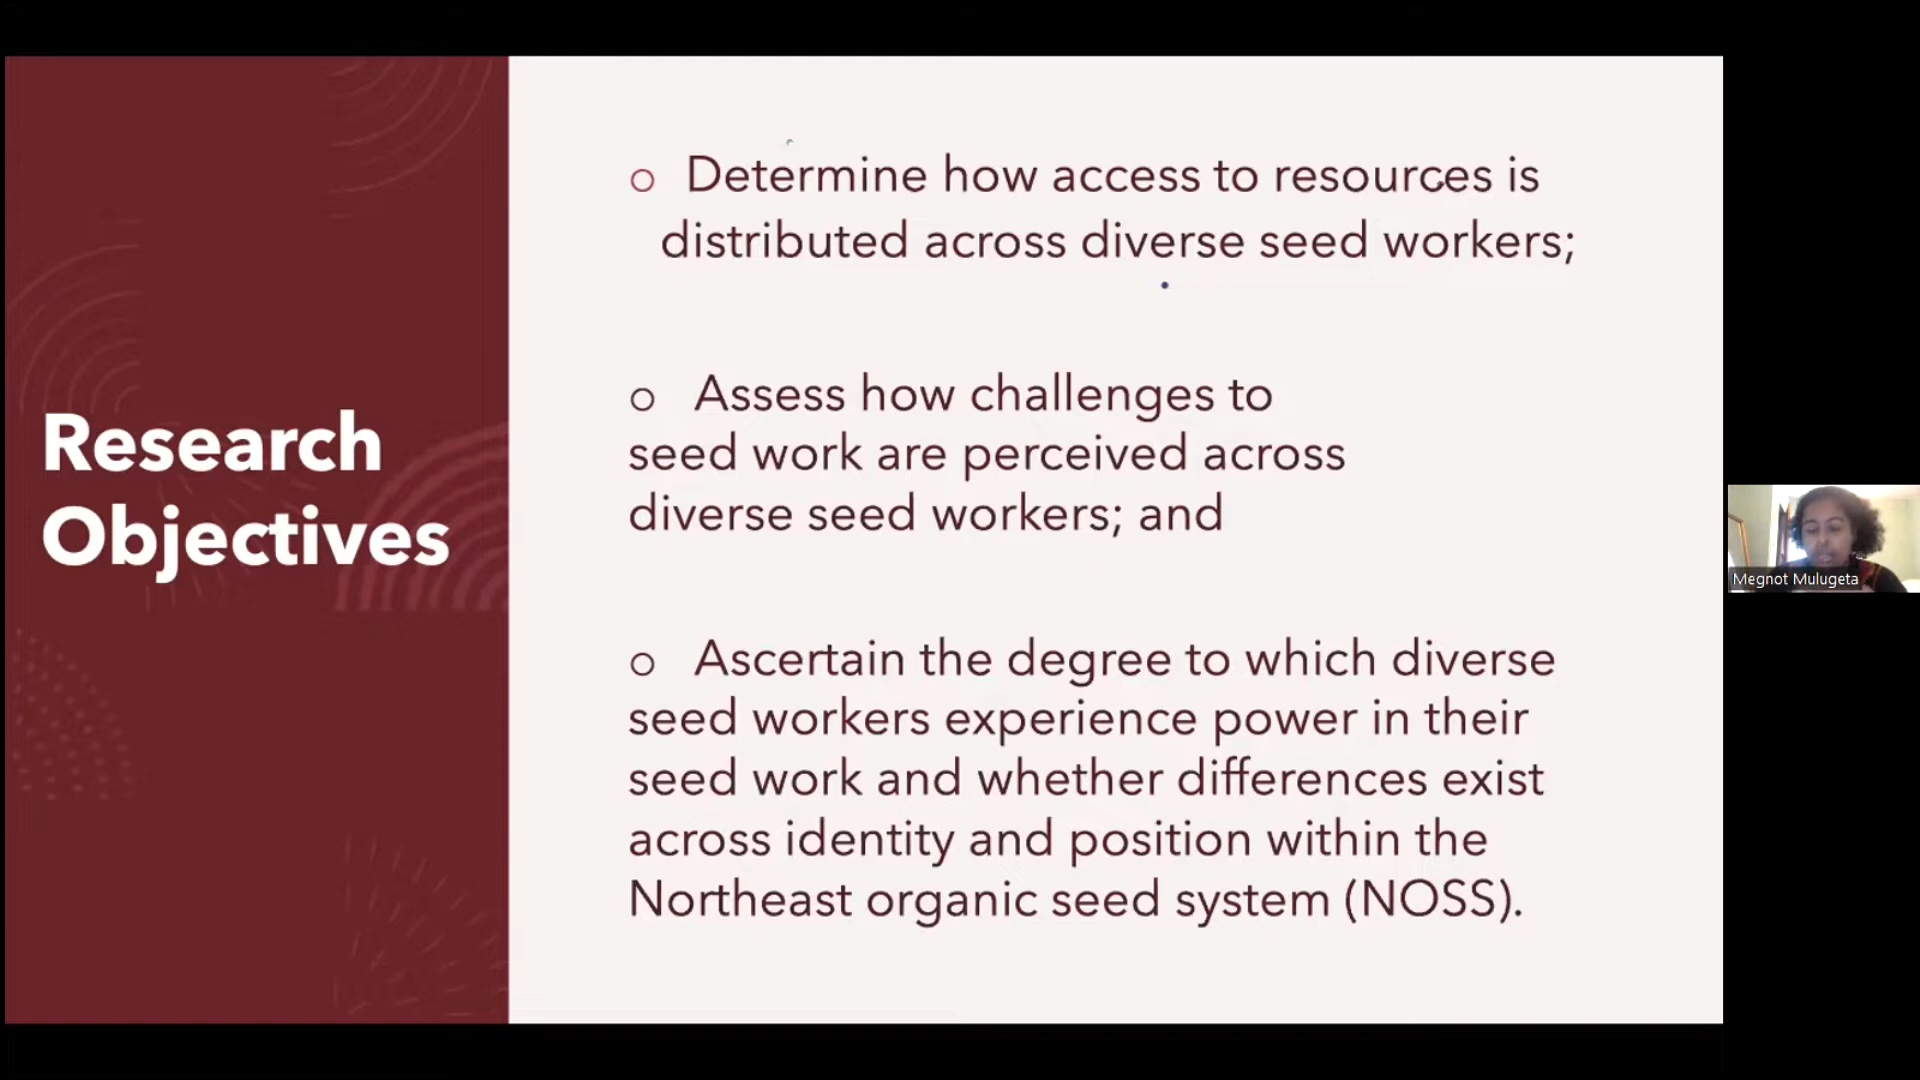 Research
Objectives
o Determine how access to resources is
distributed across diverse seed workers;
o Assess how challenges to
seed work are perceived across
diverse seed workers; and
o Ascertain the degree to which diverse
seed workers experience power in their
seed work and whether differences exist
across identity and position within the
Northeast organic seed system (NOSS).
Megnot Mulugeta